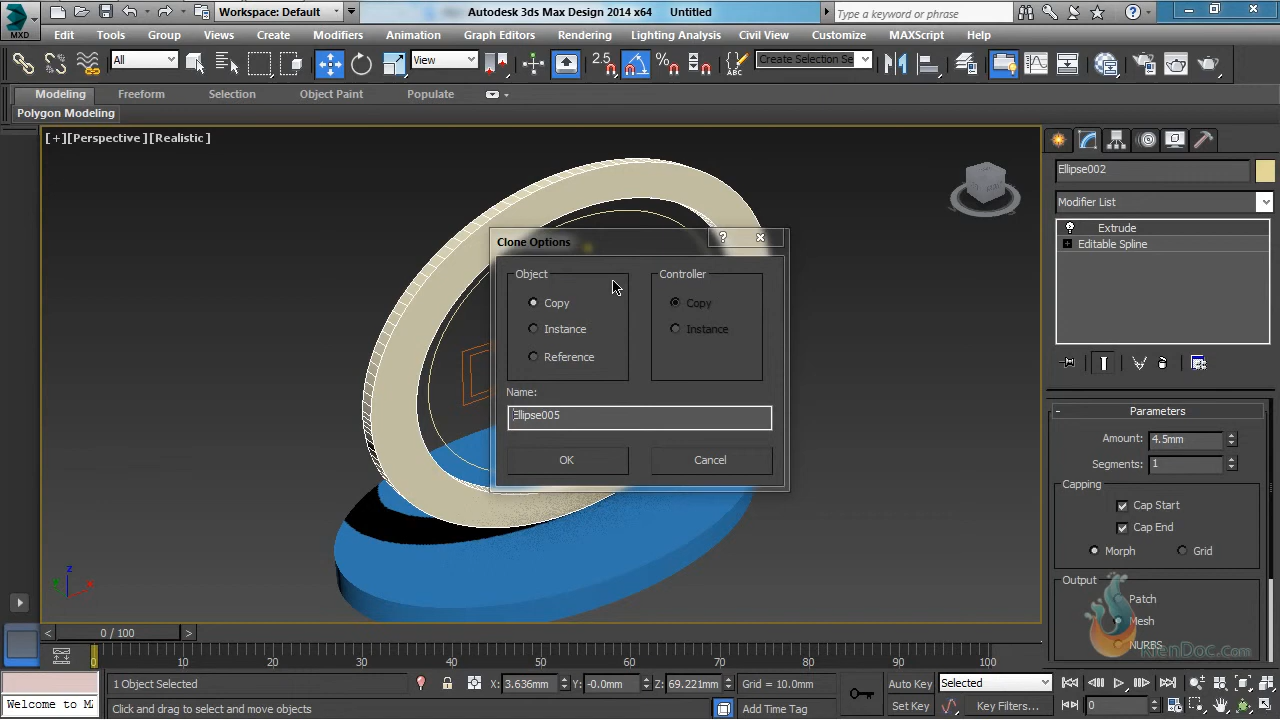 MXD
Workspace: Default
Autodesk 3ds Max Design 2014 x64 Untitled
Type a keyword or phrase
Edit Tools Group Views Create Modifiers Animation Graph Editors Rendering Lighting Analysis Civil View Customize MAXScript Help
All View 2.5 Create Selection Se
Modeling Freeform Selection Object Paint Populate
Polygon Modeling
[+][Perspective][Realistic]
Clone Options
?
Object
Copy
Instance
Reference
Controller
Copy
Instance
Name:
Ellipse005
OK Cancel
Ellipse002
Modifier List
Extrude
Editable Spline
Parameters
Amount: 4.5mm
Segments: 1
Capping
Cap Start
Cap End
Morph Grid
Output
Patch
Mesh
NURBS
KienDoc.com
z
0 / 100
0 10 20 30 40 50 60 70 80 90 100
1 Object Selected X: 3.636mm Y: -0.0mm Z: 69.221mm Grid = 10.0mm Auto Key Selected
Welcome to M Click and drag to select and move objects Add Time Tag Set Key Key Filters... 0